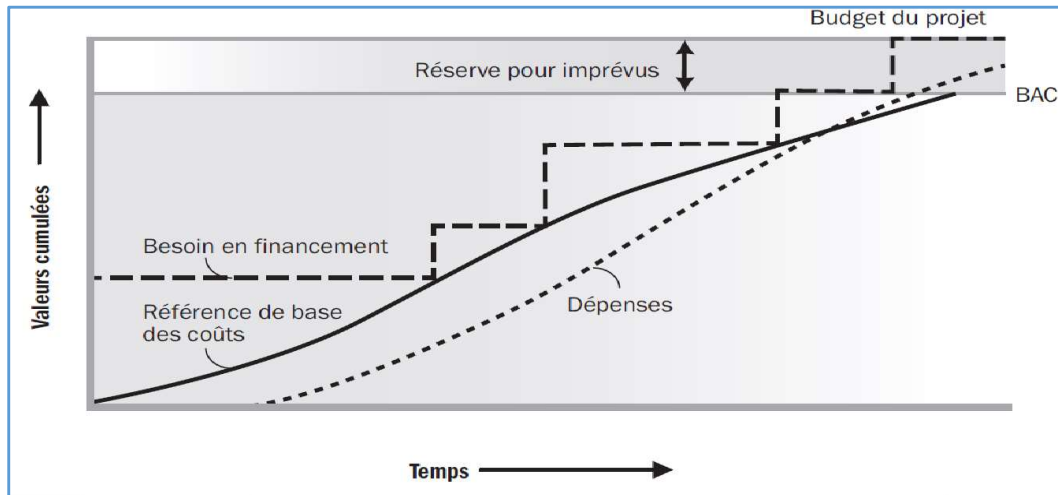 Budget du projet
Réserve pour imprévus
BAC
Valeurs cumulées
Besoin en financement
Référence de base
des coûts
Dépenses
Temps